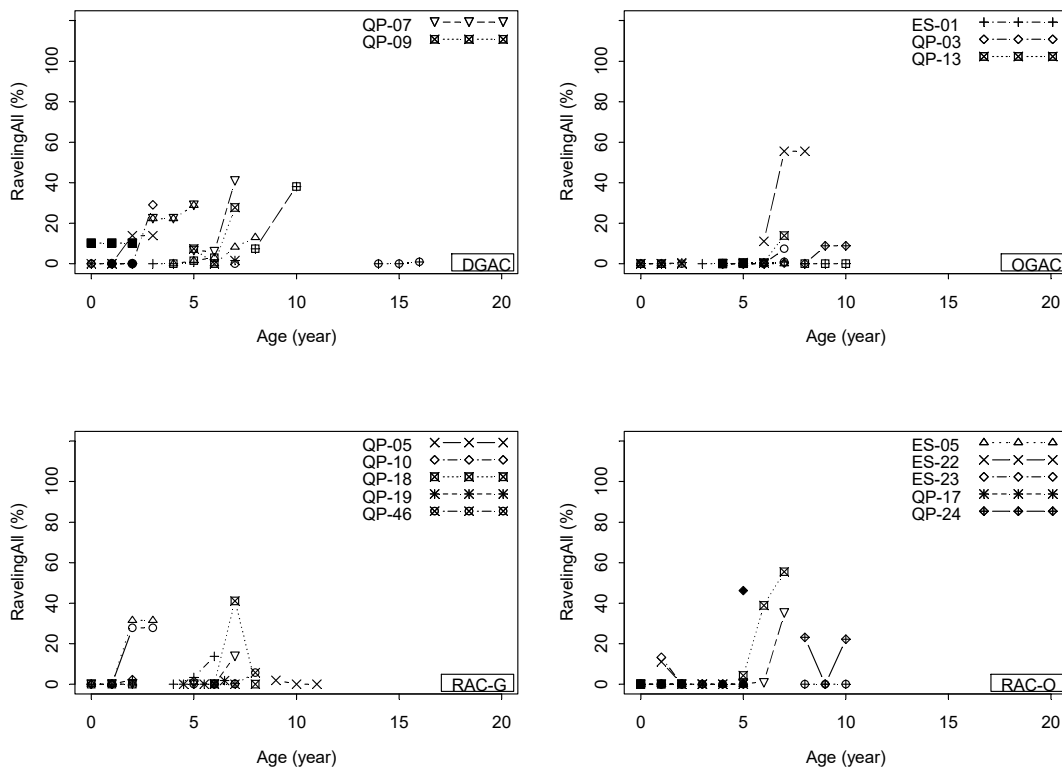 QP-07
QP-09
RavelingAll (%)
100
80
60
40
20
0
DGAC
0 5 10 15 20
Age (year)
ES-01
QP-03
QP-13
RavelingAll (%)
100
80
60
40
20
0
OGAC
0 5 10 15 20
Age (year)
QP-05
QP-10
QP-18
QP-19
QP-46
RavelingAll (%)
100
80
60
40
20
0
RAC-G
0 5 10 15 20
Age (year)
ES-05
ES-22
ES-23
QP-17
QP-24
RavelingAll (%)
100
80
60
40
20
0
RAC-O
0 5 10 15 20
Age (year)